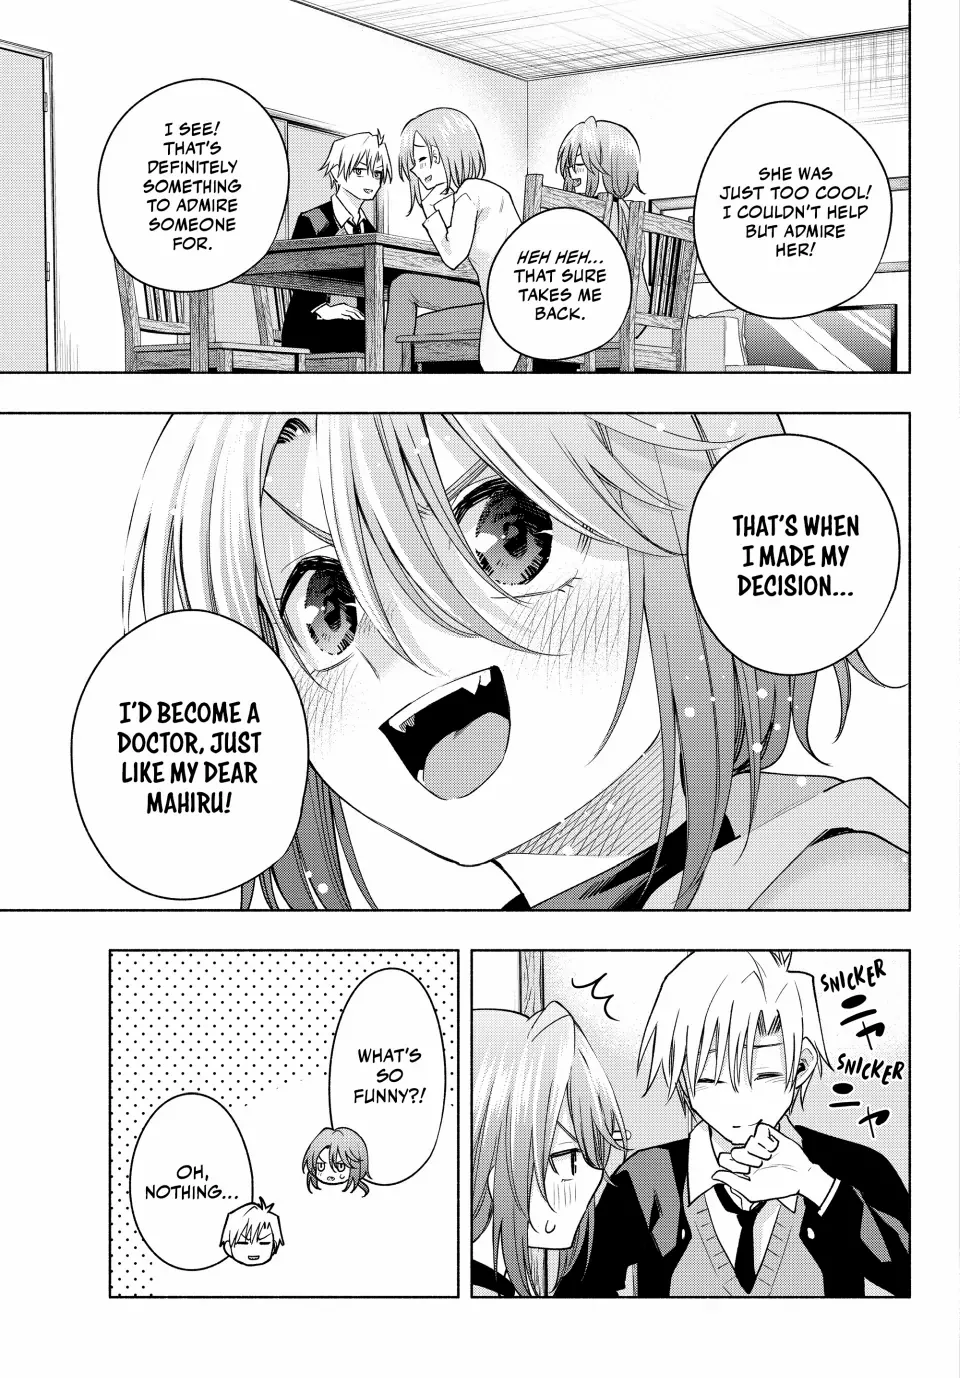 SHE WAS
JUST TOO COOL!
I COULDN'T HELP
BUT ADMIRE
HER!
HEH HEH...
THAT SURE
TAKES ME
BACK.
I SEE!
THAT'S
DEFINITELY
SOMETHING
TO ADMIRE
SOMEONE
FOR.
THAT'S WHEN
I MADE MY
DECISION...
I'D BECOME A
DOCTOR, JUST
LIKE MY DEAR
MAHIRU!
SNICKER
ニヤ
SNICKER
ニヤ
WHAT'S
SO
FUNNY?!
OH,
NOTHING...